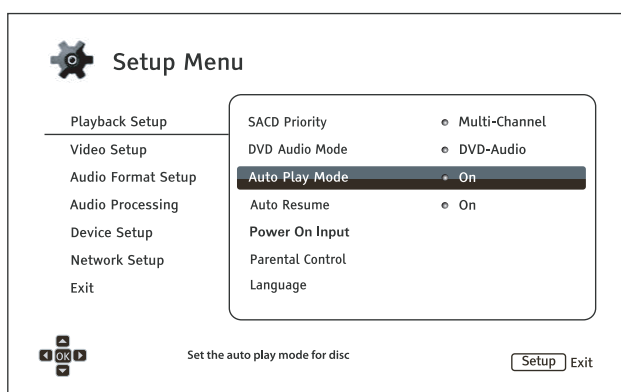 Setup Menu
Playback Setup
Video Setup
Audio Format Setup
Audio Processing
Device Setup
Network Setup
Exit
SACD Priority Multi-Channel
DVD Audio Mode DVD-Audio
Auto Play Mode On
Auto Resume On
Power On Input
Parental Control
Language
OK
Set the auto play mode for disc
Setup Exit